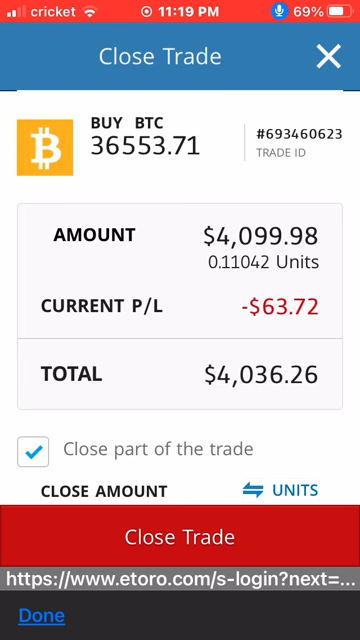 cricket 11:19 PM 69%
Close Trade
BUY BTC
36553.71
#693460623
TRADE ID
AMOUNT $4,099.98
0.11042 Units
CURRENT P/L -$63.72
TOTAL $4,036.26
Close part of the trade
CLOSE AMOUNT UNITS
Close Trade
https://www.etoro.com/s-login?next=...
Done